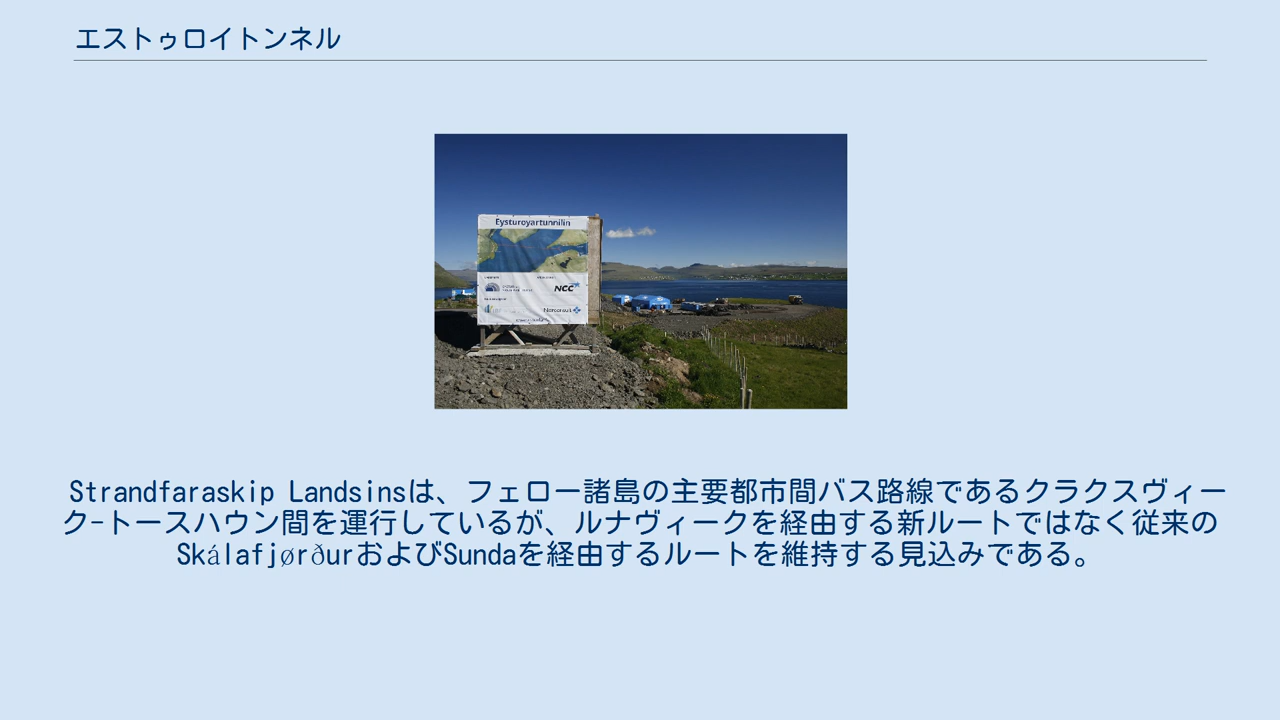 エストゥロイトンネル
Eysturoyartunnilin
NCC
Norconsult
Strandfaraskip Landsinsは、フェロー諸島の主要都市間バス路線であるクラクスヴィー
ク-トースハウン間を運行しているが、ルナヴィークを経由する新ルートではなく従来の
SkálafjørðurおよびSundaを経由するルートを維持する見込みである。